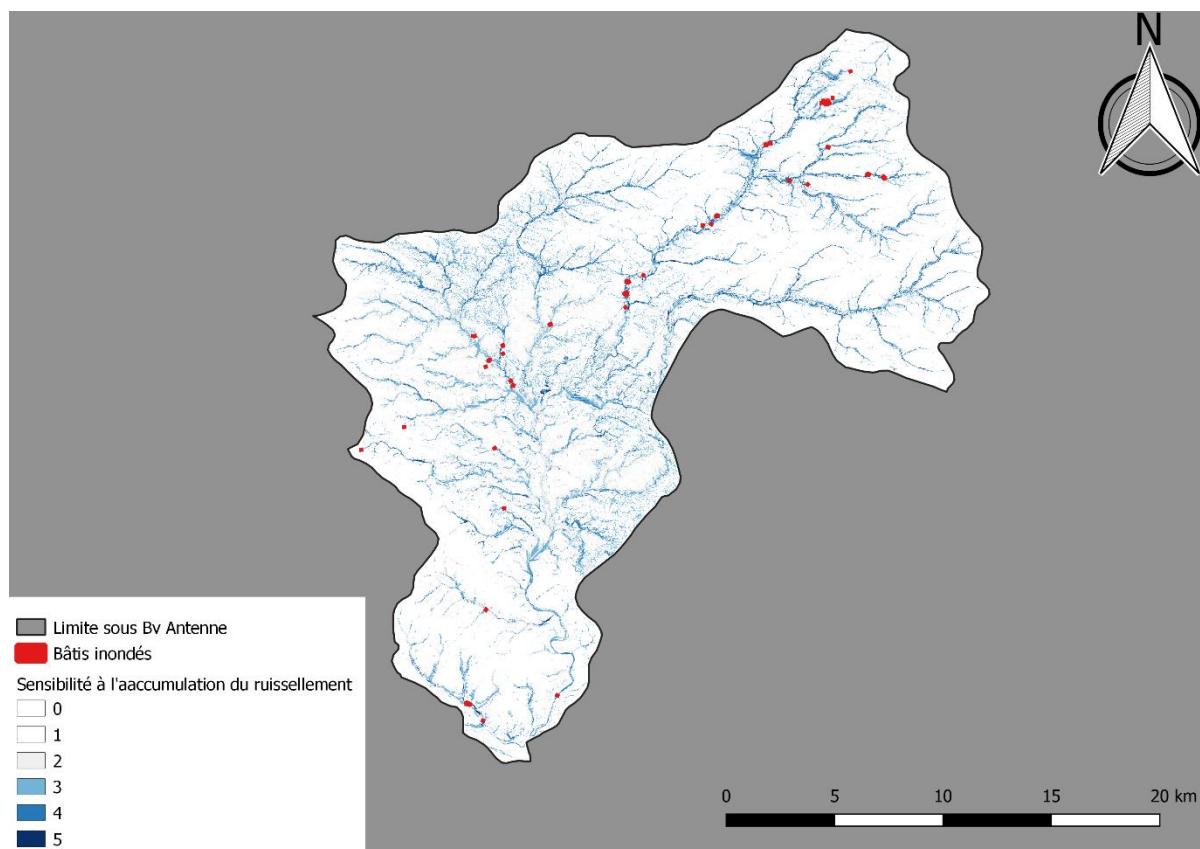 N
Limite sous Bv Antenne
Bâtis inondés
Sensibilité à l'aaccumulation du ruissellement
0
1
2
3
4
5
0 5 10 15 20 km